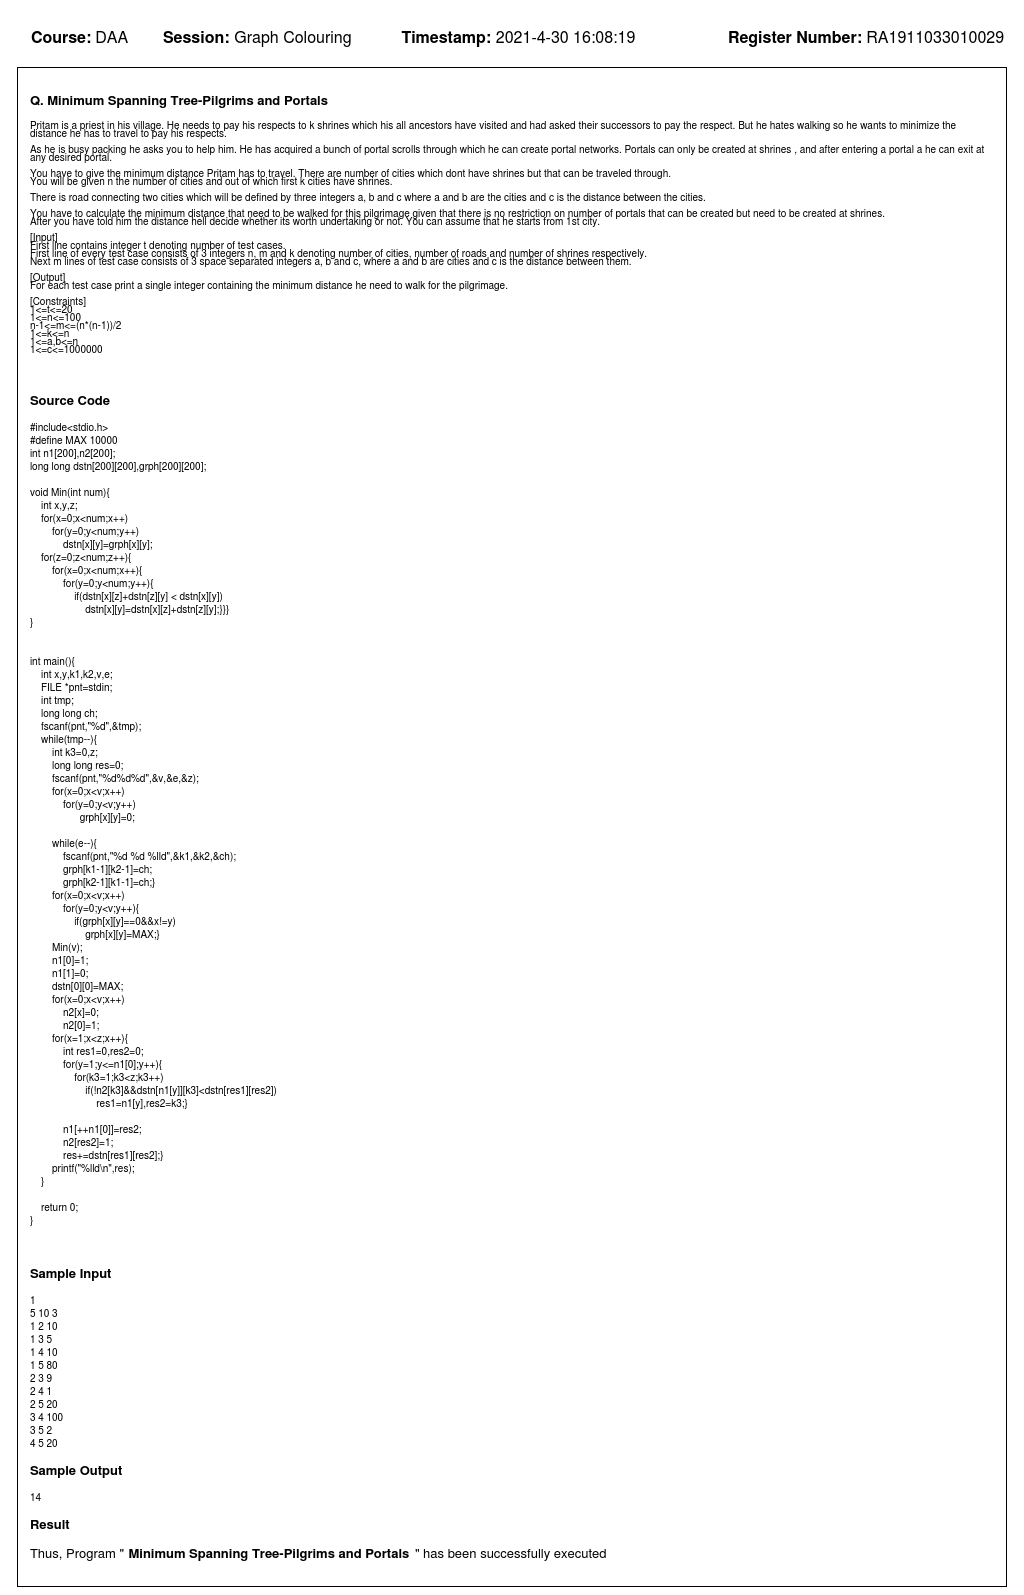 Course: DAA Session: Graph Colouring Timestamp: 2021-4-30 16:08:19 Register Number: RA1911033010029
Q. Minimum Spanning Tree-Pilgrims and Portals
Pritam is a priest in his village. He needs to pay his respects to k shrines which his all ancestors have visited and had asked their successors to pay the respect. But he hates walking so he wants to minimize the
distance he has to travel to pay his respects.
As he is busy packing he asks you to help him. He has acquired a bunch of portal scrolls through which he can create portal networks. Portals can only be created at shrines , and after entering a portal a he can exit at
any desired portal.
You have to give the minimum distance Pritam has to travel. There are number of cities which dont have shrines but that can be traveled through.
You will be given n the number of cities and out of which first k cities have shrines.
There is road connecting two cities which will be defined by three integers a, b and c where a and b are the cities and c is the distance between the cities.
You have to calculate the minimum distance that need to be walked for this pilgrimage given that there is no restriction on number of portals that can be created but need to be created at shrines.
After you have told him the distance hell decide whether its worth undertaking or not. You can assume that he starts from 1st city.
[Input]
First line contains integer t denoting number of test cases.
First line of every test case consists of 3 integers n, m and k denoting number of cities, number of roads and number of shrines respectively.
Next m lines of test case consists of 3 space separated integers a, b and c, where a and b are cities and c is the distance between them.
[Output]
For each test case print a single integer containing the minimum distance he need to walk for the pilgrimage.
[Constraints]
1<=t<=20
1<=n<=100
n-1<=m<=(n*(n-1))/2
1<=k<=n
1<=a,b<=n
1<=c<=1000000
Source Code
#include<stdio.h>
#define MAX 10000
int n1[200],n2[200];
long long dstn[200][200],grph[200][200];
void Min(int num){
int x,y,z;
for(x=0;x<num;x++)
for(y=0;y<num;y++)
dstn[x][y]=grph[x][y];
for(z=0;z<num;z++){
for(x=0;x<num;x++){
for(y=0;y<num;y++){
if(dstn[x][z]+dstn[z][y] < dstn[x][y])
dstn[x][y]=dstn[x][z]+dstn[z][y];}}}
}
int main(){
int x,y,k1,k2,v,e;
FILE *pnt=stdin;
int tmp;
long long ch;
fscanf(pnt,"%d",&tmp);
while(tmp--){
int k3=0,z;
long long res=0;
fscanf(pnt,"%d%d%d",&v,&e,&z);
for(x=0;x<v;x++)
for(y=0;y<v;y++)
grph[x][y]=0;
while(e--){
fscanf(pnt,"%d %d %lld",&k1,&k2,&ch);
grph[k1-1][k2-1]=ch;
grph[k2-1][k1-1]=ch;}
for(x=0;x<v;x++)
for(y=0;y<v;y++){
if(grph[x][y]==0&&x!=y)
grph[x][y]=MAX;}
Min(v);
n1[0]=1;
n1[1]=0;
dstn[0][0]=MAX;
for(x=0;x<v;x++)
n2[x]=0;
n2[0]=1;
for(x=1;x<z;x++){
int res1=0,res2=0;
for(y=1;y<=n1[0];y++){
for(k3=1;k3<z;k3++)
if(!n2[k3]&&dstn[n1[y]][k3]<dstn[res1][res2])
res1=n1[y],res2=k3;}
n1[++n1[0]]=res2;
n2[res2]=1;
res+=dstn[res1][res2];}
printf("%lld\n",res);
}
return 0;
}
Sample Input
1
5 10 3
1 2 10
1 3 5
1 4 10
1 5 80
2 3 9
2 4 1
2 5 20
3 4 100
3 5 2
4 5 20
Sample Output
14
Result
Thus, Program " Minimum Spanning Tree-Pilgrims and Portals " has been successfully executed